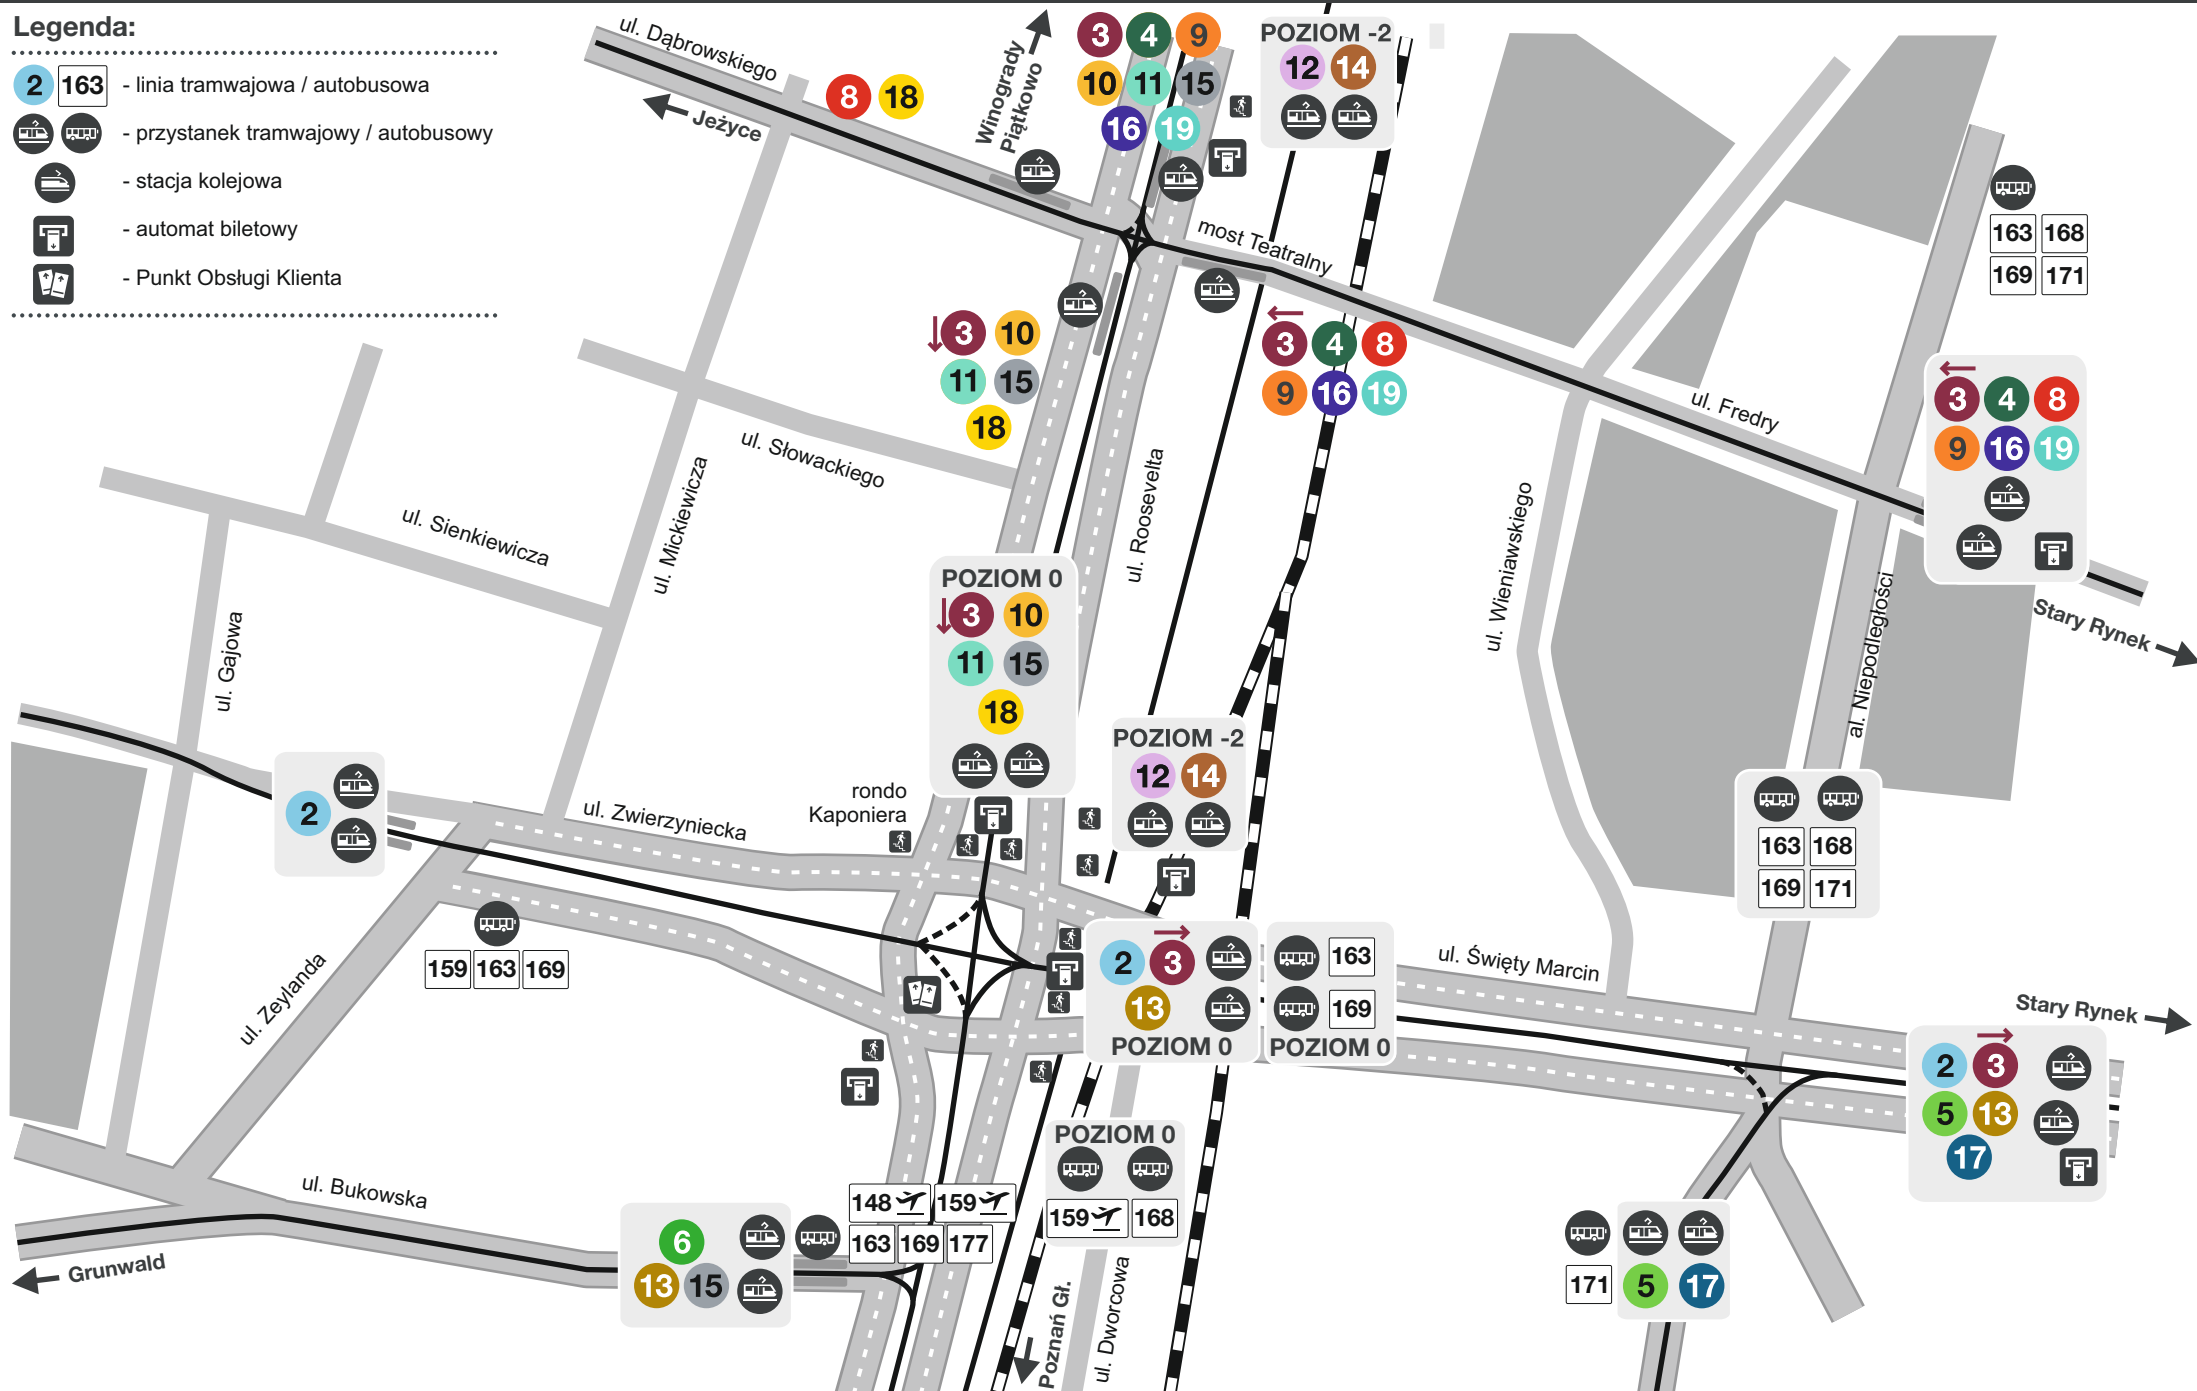 Legenda:
2 163 - linia tramwajowa / autobusowa
- przystanek tramwajowy / autobusowy
- stacja kolejowa
- automat biletowy
- Punkt Obsługi Klienta
ul. Dąbrowskiego
Jeżyce
8 18
Winogrady
Piątkowo
3 4 9
10 11 15
16 19
POZIOM -2
12 14
most Teatralny
163 168
169 171
3 10
11 15
18
3 4 8
9 16 19
ul. Fredry
3 4 8
9 16 19
Stary Rynek
ul. Słowackiego
ul. Mickiewicza
ul. Sienkiewicza
ul. Gajowa
ul. Roosevelta
ul. Wieniawskiego
al. Niepodległości
POZIOM 0
3 10
11 15
18
POZIOM -2
12 14
2
ul. Zwierzyniecka
rondo
Kaponiera
163 168
169 171
159 163 169
ul. Zeylanda
2 3
13
POZIOM 0
163
169
POZIOM 0
ul. Święty Marcin
Stary Rynek
2 3
5 13
17
POZIOM 0
159 168
ul. Bukowska
Grunwald
6
13 15
148 159
163 169 177
Poznań Gł.
ul. Dworcowa
171 5 17